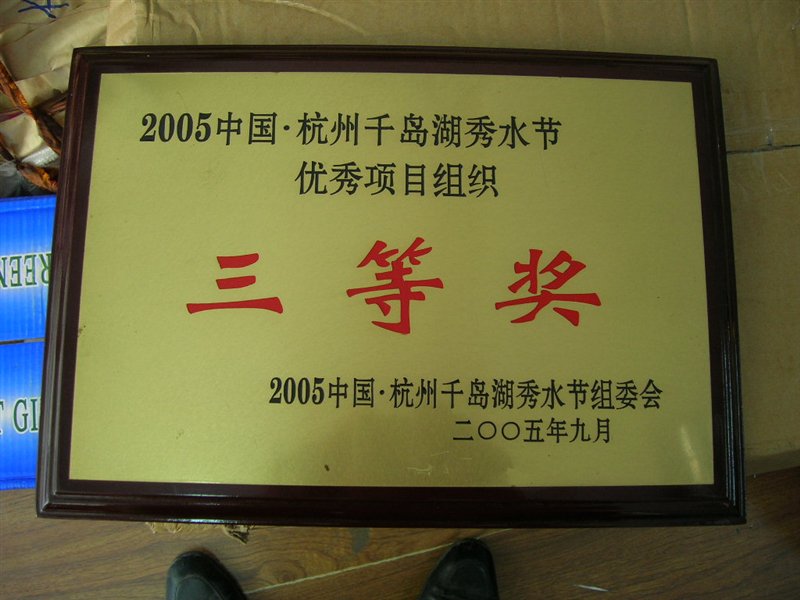 2005中国·杭州千岛湖秀水节
优秀项目组织
三等奖
2005中国·杭州千岛湖秀水节组委会
二〇〇五年九月
REEN
T GI